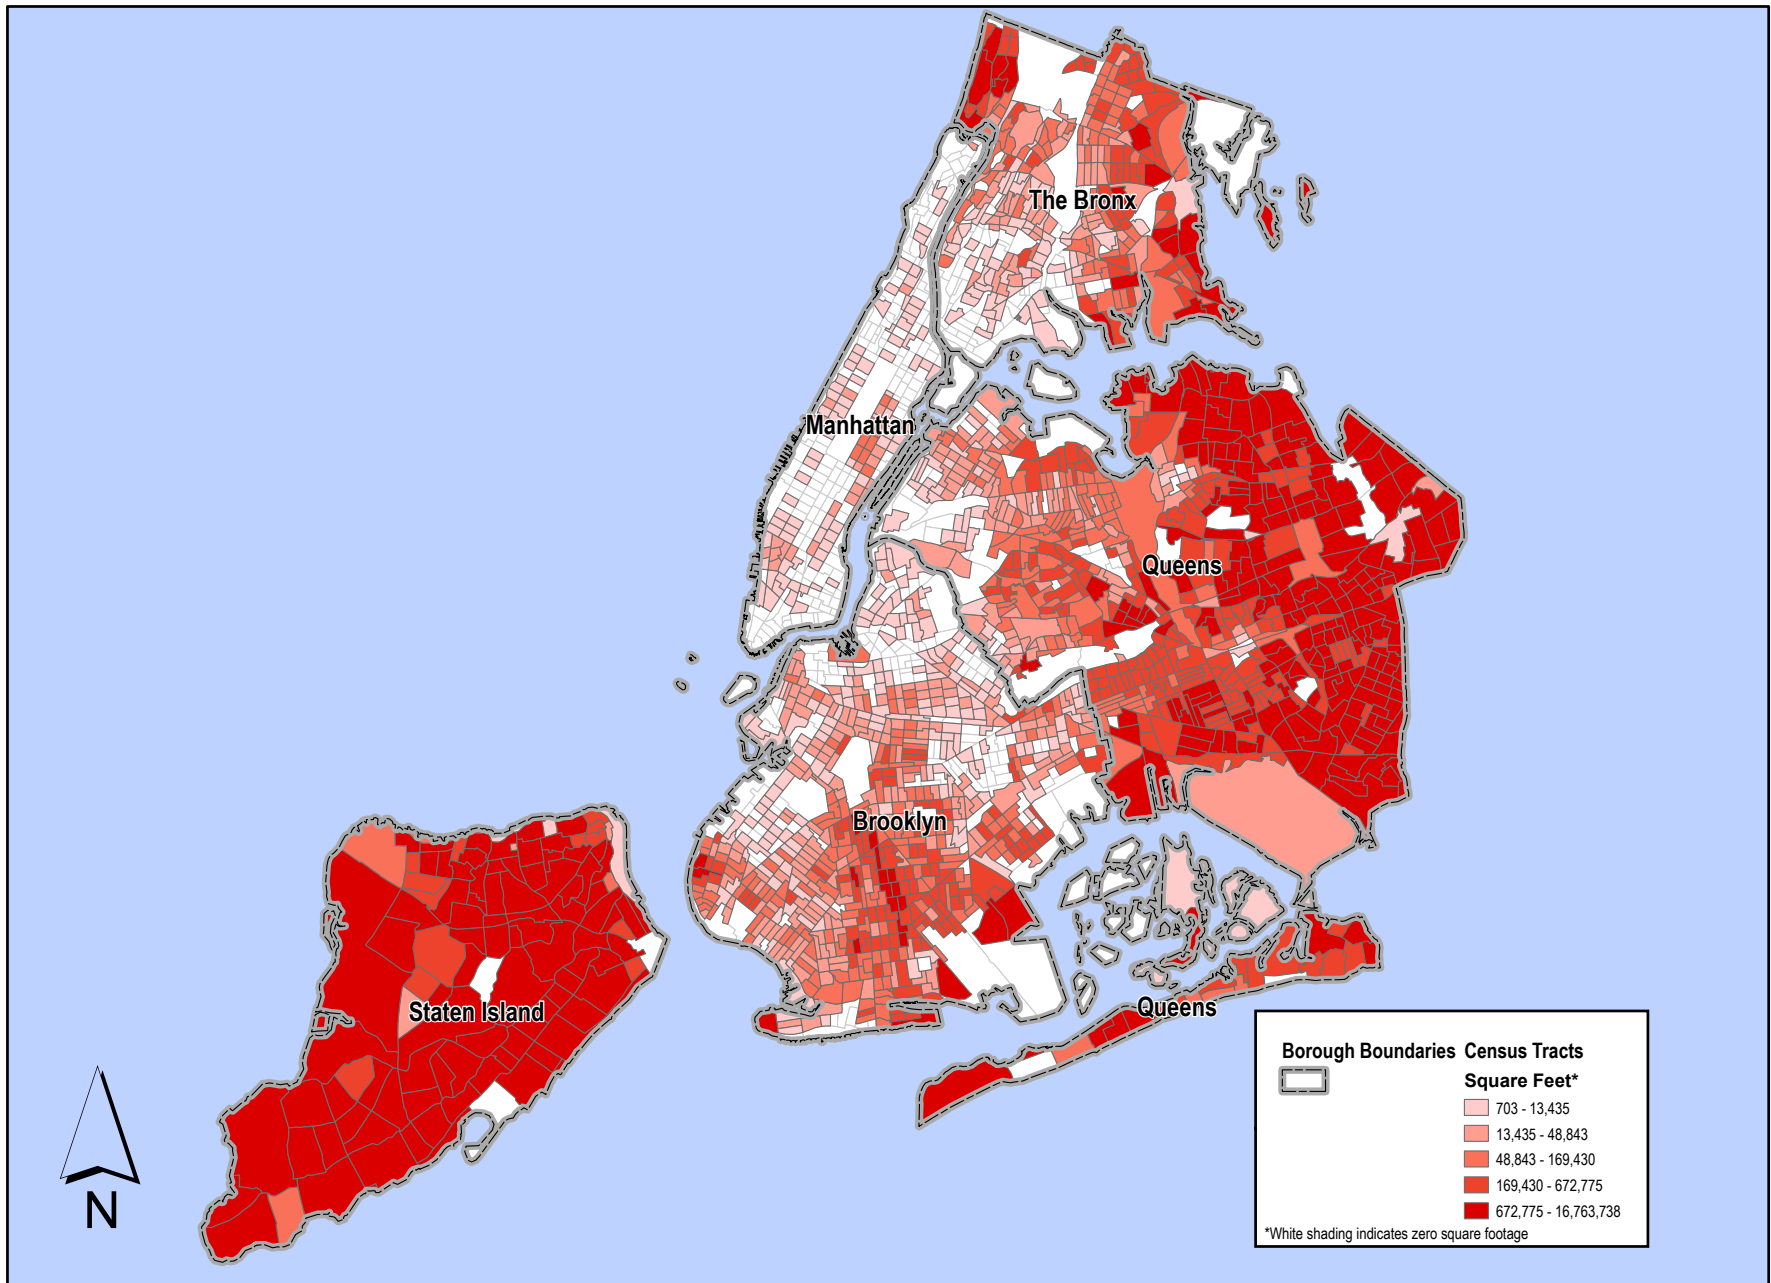 The Bronx
Manhattan
Queens
Brooklyn
Staten Island
Queens
N
Borough Boundaries
Census Tracts
Square Feet*
703 - 13,435
13,435 - 48,843
48,843 - 169,430
169,430 - 672,775
672,775 - 16,763,738
*White shading indicates zero square footage